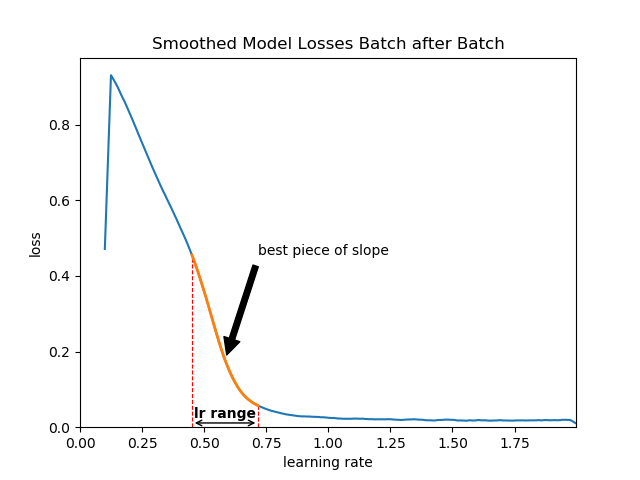 Smoothed Model Losses Batch after Batch
loss
0.8
0.6
0.4
0.2
0.0
best piece of slope
lr range
0.00 0.25 0.50 0.75 1.00 1.25 1.50 1.75
learning rate